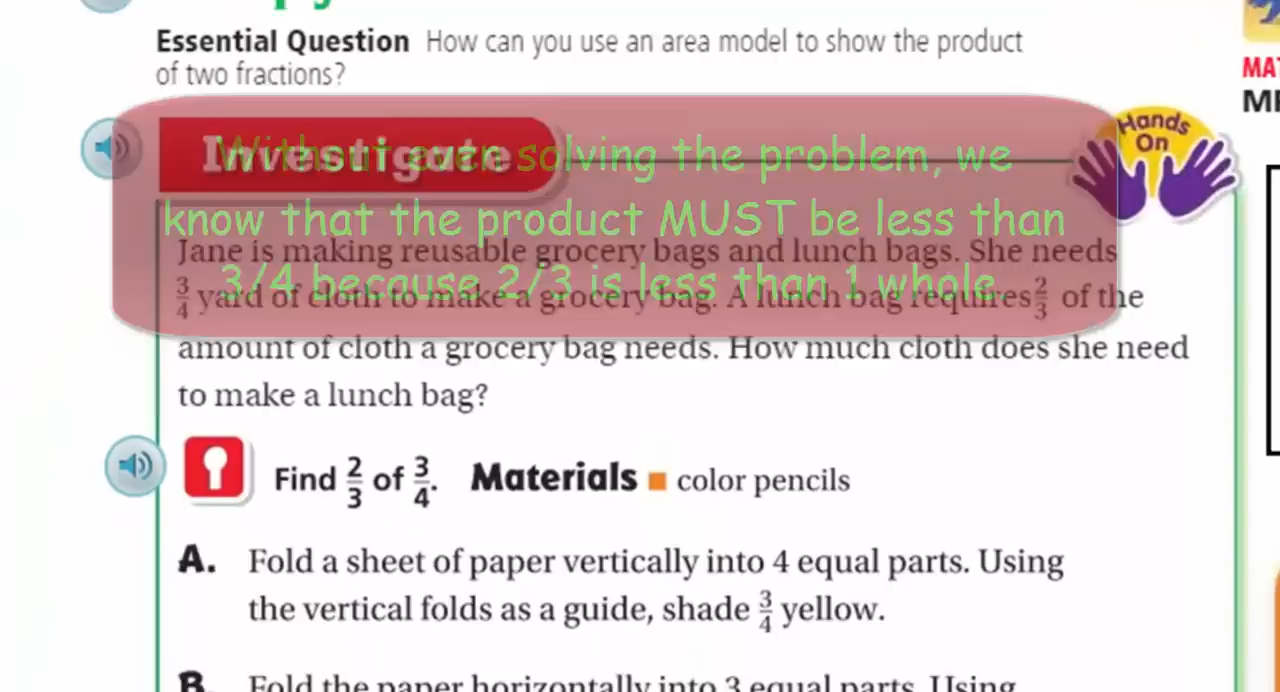 Essential Question How can you use an area model to show the product
of two fractions?
MA
Hands
On
Investigate
Without even solving the problem, we
know that the product MUST be less than
3/4 because 2/3 is less than 1 whole.
Jane is making reusable grocery bags and lunch bags. She needs
3/4 yard of cloth to make a grocery bag. A lunch bag requires 2/3 of the
amount of cloth a grocery bag needs. How much cloth does she need
to make a lunch bag?
Find 2/3 of 3/4. Materials ■ color pencils
A. Fold a sheet of paper vertically into 4 equal parts. Using
the vertical folds as a guide, shade 3/4 yellow.
B. Fold the paper horizontally into 3 equal parts. Using